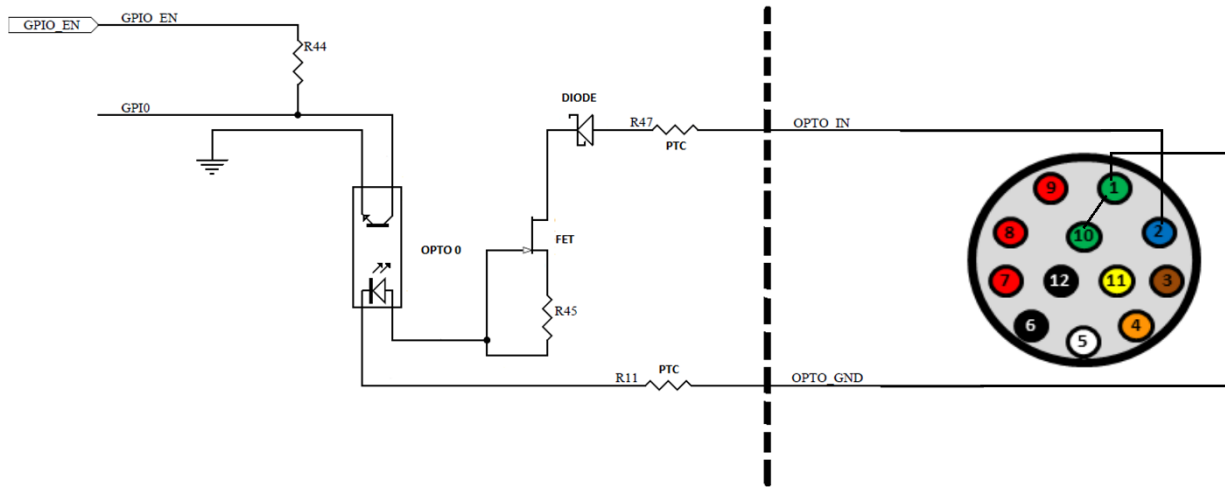 GPIO_EN
GPIO_EN
R44
GPI0
DIODE
R47
PTC
OPTO_IN
9
1
8
10
2
OPTO 0
FET
7
12
11
3
R45
6
4
5
PTC
R11
OPTO_GND